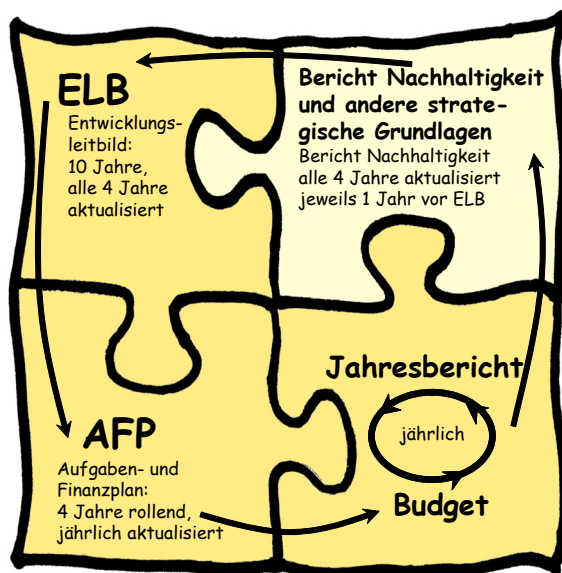 ELB
Entwicklungs-
leitbild:
10 Jahre,
alle 4 Jahre
aktualisiert
Bericht Nachhaltigkeit
und andere strate-
gische Grundlagen
Bericht Nachhaltigkeit
alle 4 Jahre aktualisiert
jeweils 1 Jahr vor ELB
AFP
Aufgaben- und
Finanzplan:
4 Jahre rollend,
jährlich aktualisiert
Jahresbericht
jährlich
Budget